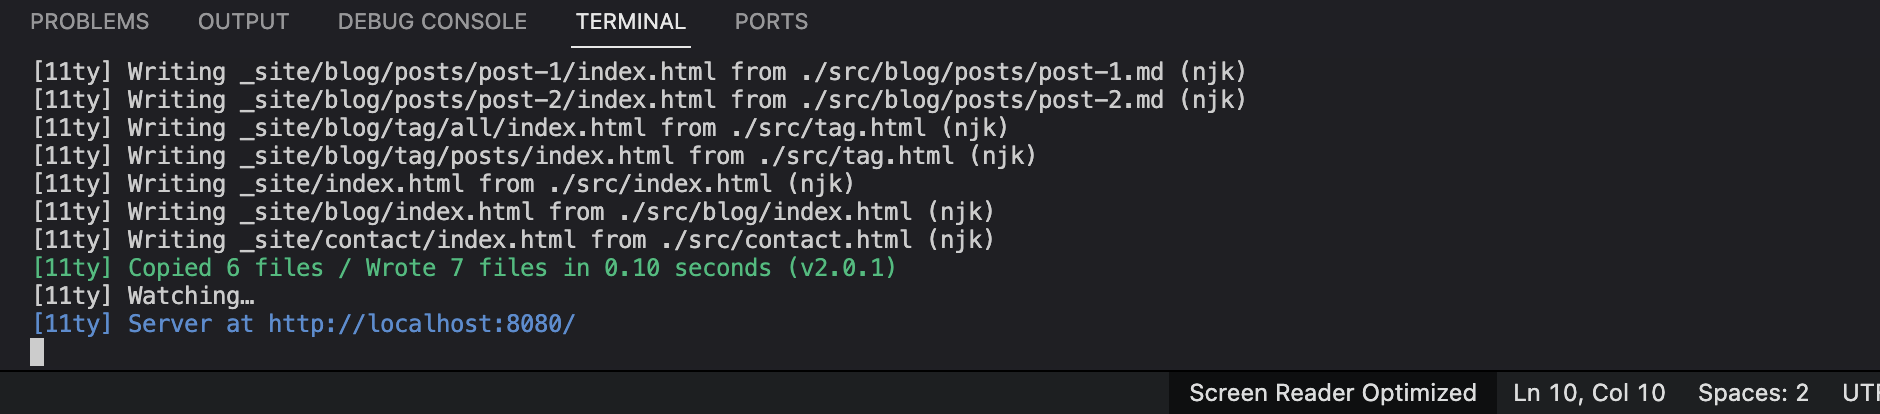 PROBLEMS OUTPUT DEBUG CONSOLE TERMINAL PORTS
[11ty] Writing _site/blog/posts/post-1/index.html from ./src/blog/posts/post-1.md (njk)
[11ty] Writing _site/blog/posts/post-2/index.html from ./src/blog/posts/post-2.md (njk)
[11ty] Writing _site/blog/tag/all/index.html from ./src/tag.html (njk)
[11ty] Writing _site/blog/tag/posts/index.html from ./src/tag.html (njk)
[11ty] Writing _site/index.html from ./src/index.html (njk)
[11ty] Writing _site/blog/index.html from ./src/blog/index.html (njk)
[11ty] Writing _site/contact/index.html from ./src/contact.html (njk)
[11ty] Copied 6 files / Wrote 7 files in 0.10 seconds (v2.0.1)
[11ty] Watching…
[11ty] Server at http://localhost:8080/
Screen Reader Optimized Ln 10, Col 10 Spaces: 2